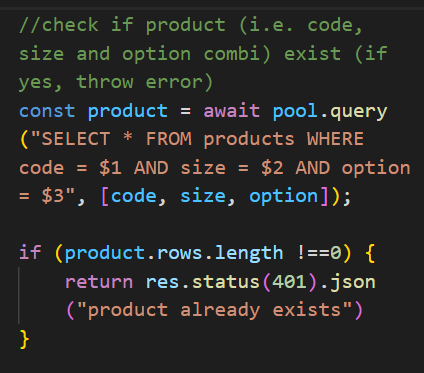 //check if product (i.e. code,
size and option combi) exist (if
yes, throw error)
const product = await pool.query
("SELECT * FROM products WHERE
code = $1 AND size = $2 AND option
= $3", [code, size, option]);
if (product.rows.length !==0) {
return res.status(401).json
("product already exists")
}